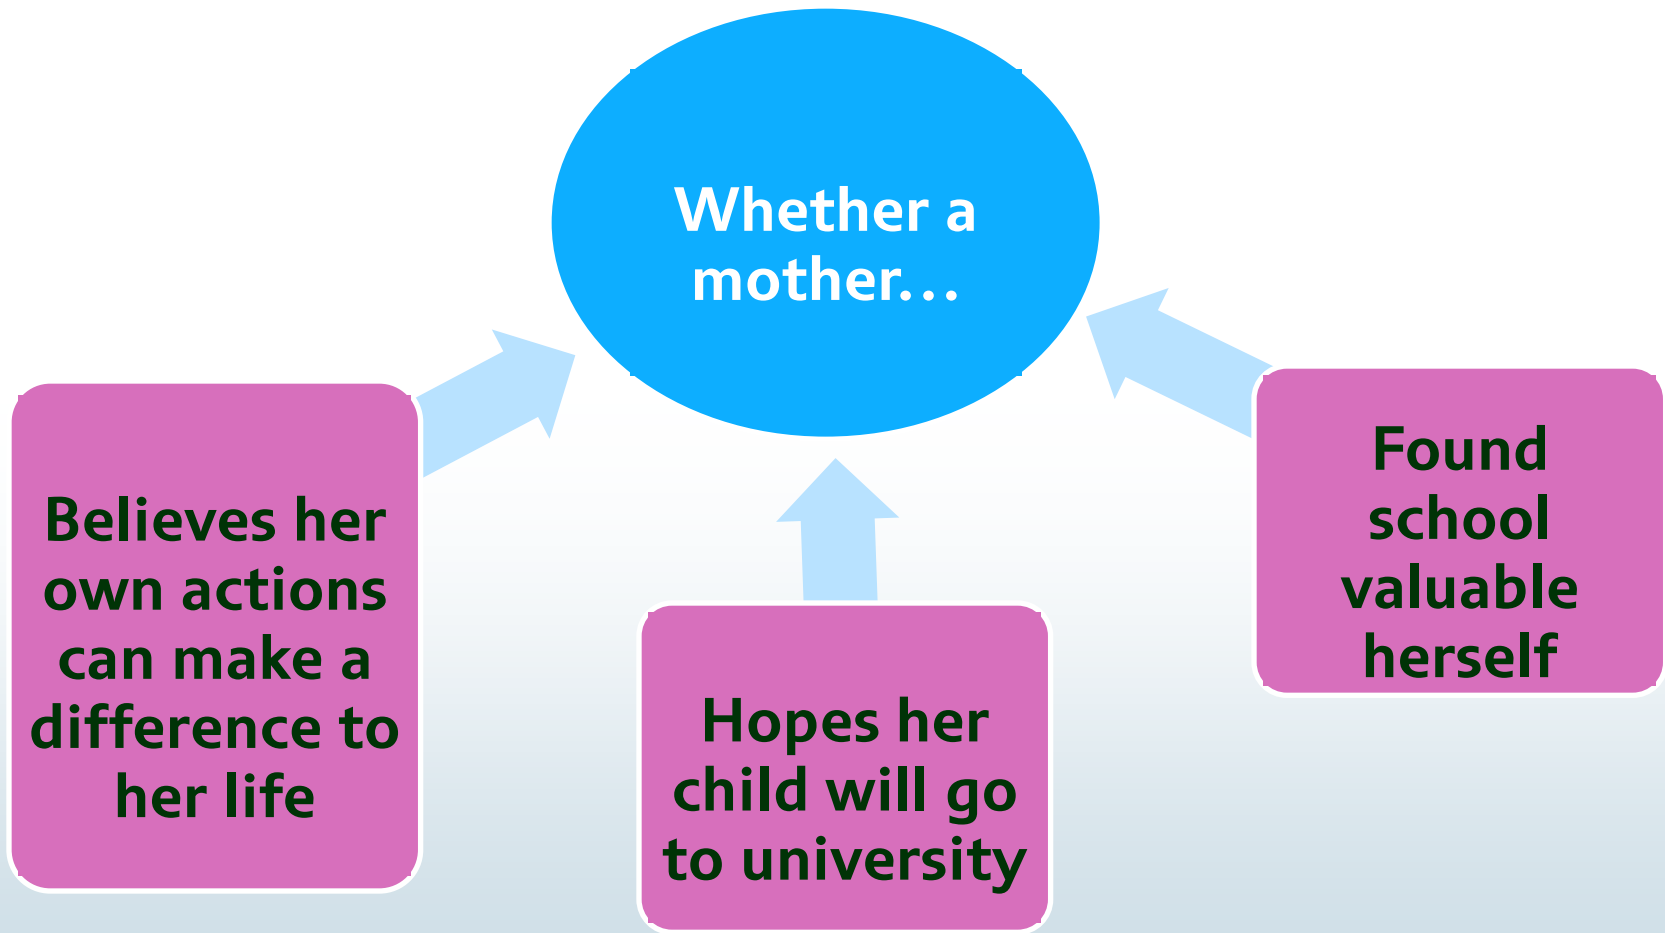 Whether a
mother…
Believes her
own actions
can make a
difference to
her life
Hopes her
child will go
to university
Found
school
valuable
herself